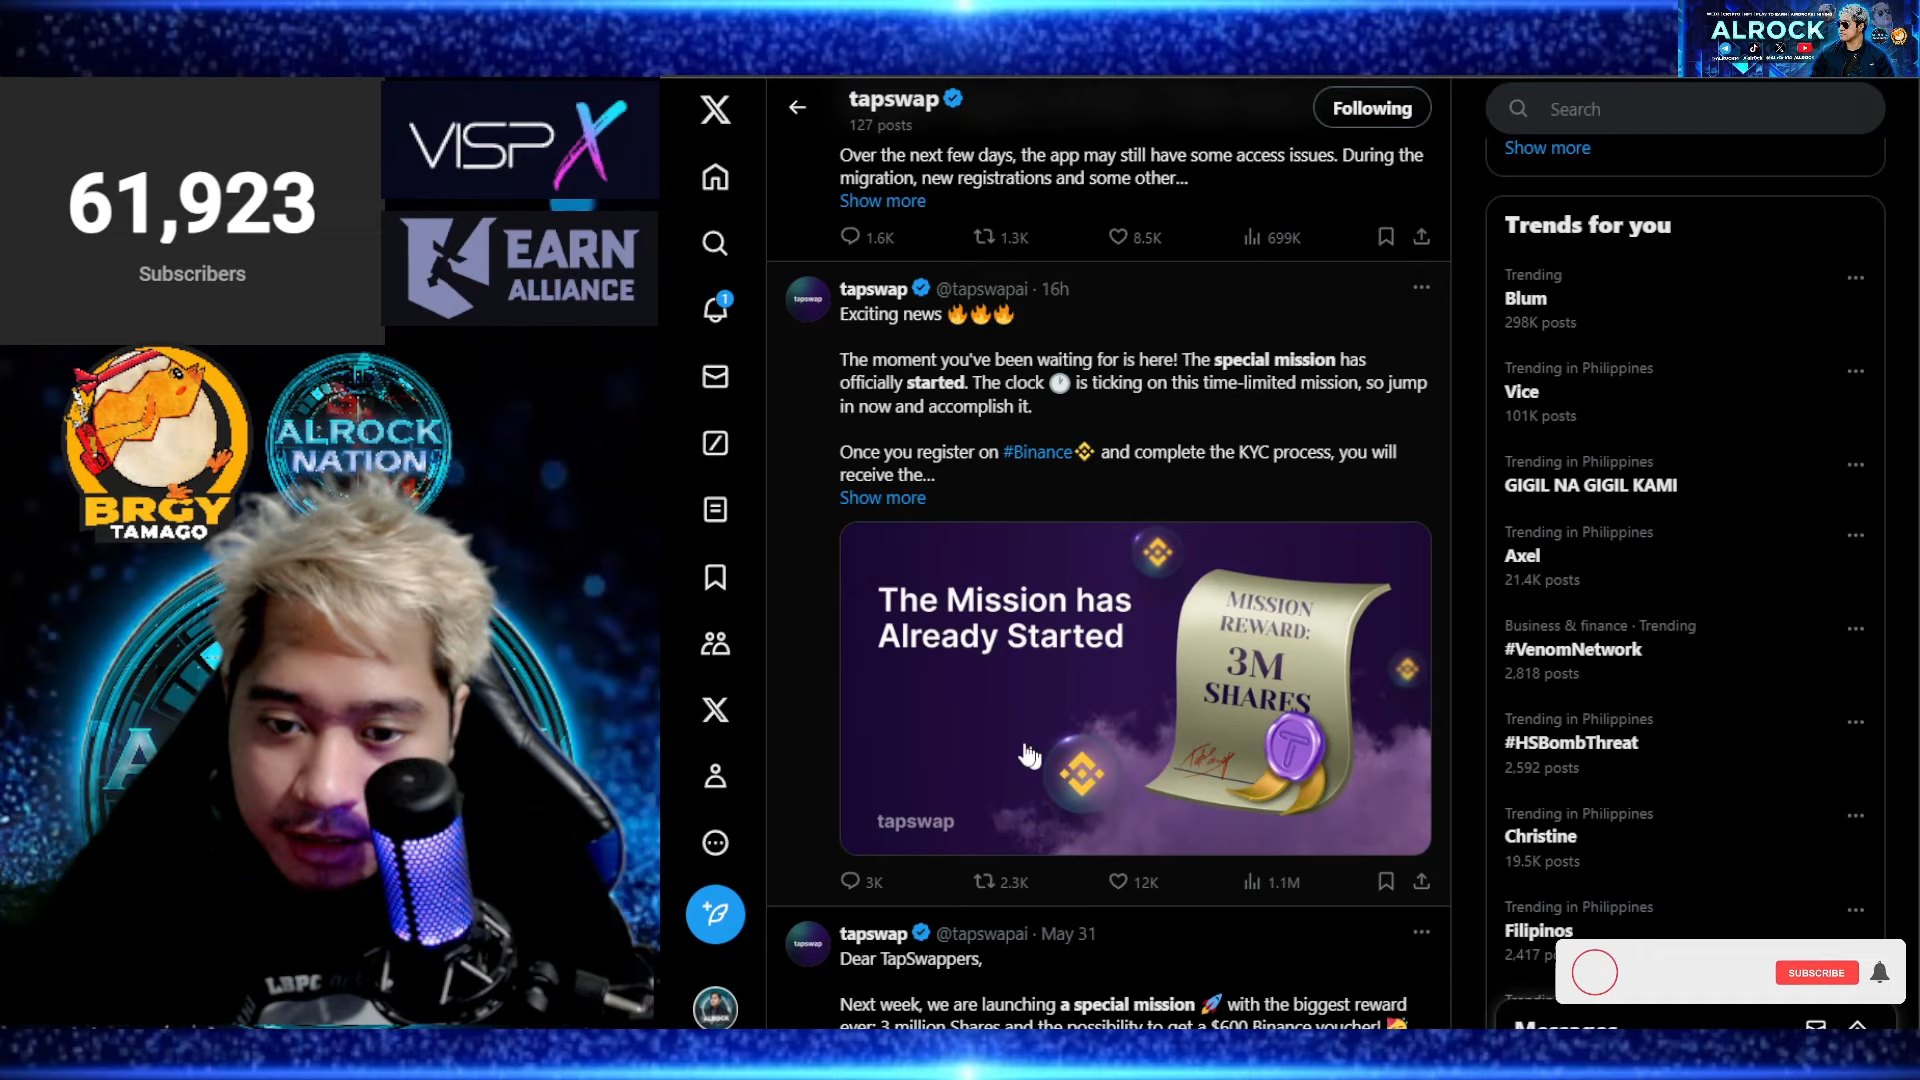 ALROCK
61,923
Subscribers
VISPX
EARN
ALLIANCE
BRGY
TAMAGO
ALROCK
NATION
LBPC
tapswap
127 posts
Following
Over the next few days, the app may still have some access issues. During the
migration, new registrations and some other...
Show more
1.6K 1.3K 8.5K 699K
tapswap
tapswap @tapswapai · 16h
Exciting news 🔥🔥🔥
The moment you've been waiting for is here! The special mission has
officially started. The clock 🕐 is ticking on this time-limited mission, so jump
in now and accomplish it.
Once you register on #Binance and complete the KYC process, you will
receive the...
Show more
The Mission has
Already Started
MISSION
REWARD:
3M
SHARES
T
tapswap
3K 2.3K 12K 1.1M
tapswap
tapswap @tapswapai · May 31
Dear TapSwappers,
Next week, we are launching a special mission 🚀 with the biggest reward
ever: 3 million Shares and the possibility to get a $600 Binance voucher!
1
ALROCK
Search
Show more
Trends for you
Trending
Blum
298K posts
Trending in Philippines
Vice
101K posts
Trending in Philippines
GIGIL NA GIGIL KAMI
Trending in Philippines
Axel
21.4K posts
Business & finance · Trending
#VenomNetwork
2,818 posts
Trending in Philippines
#HSBombThreat
2,592 posts
Trending in Philippines
Christine
19.5K posts
Trending in Philippines
Filipinos
2,417 po
SUBSCRIBE
Messages